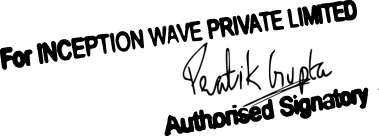 For INCEPTION WAVE PRIVATE LIMITED
Pratik Gupta
Authorised Signatory